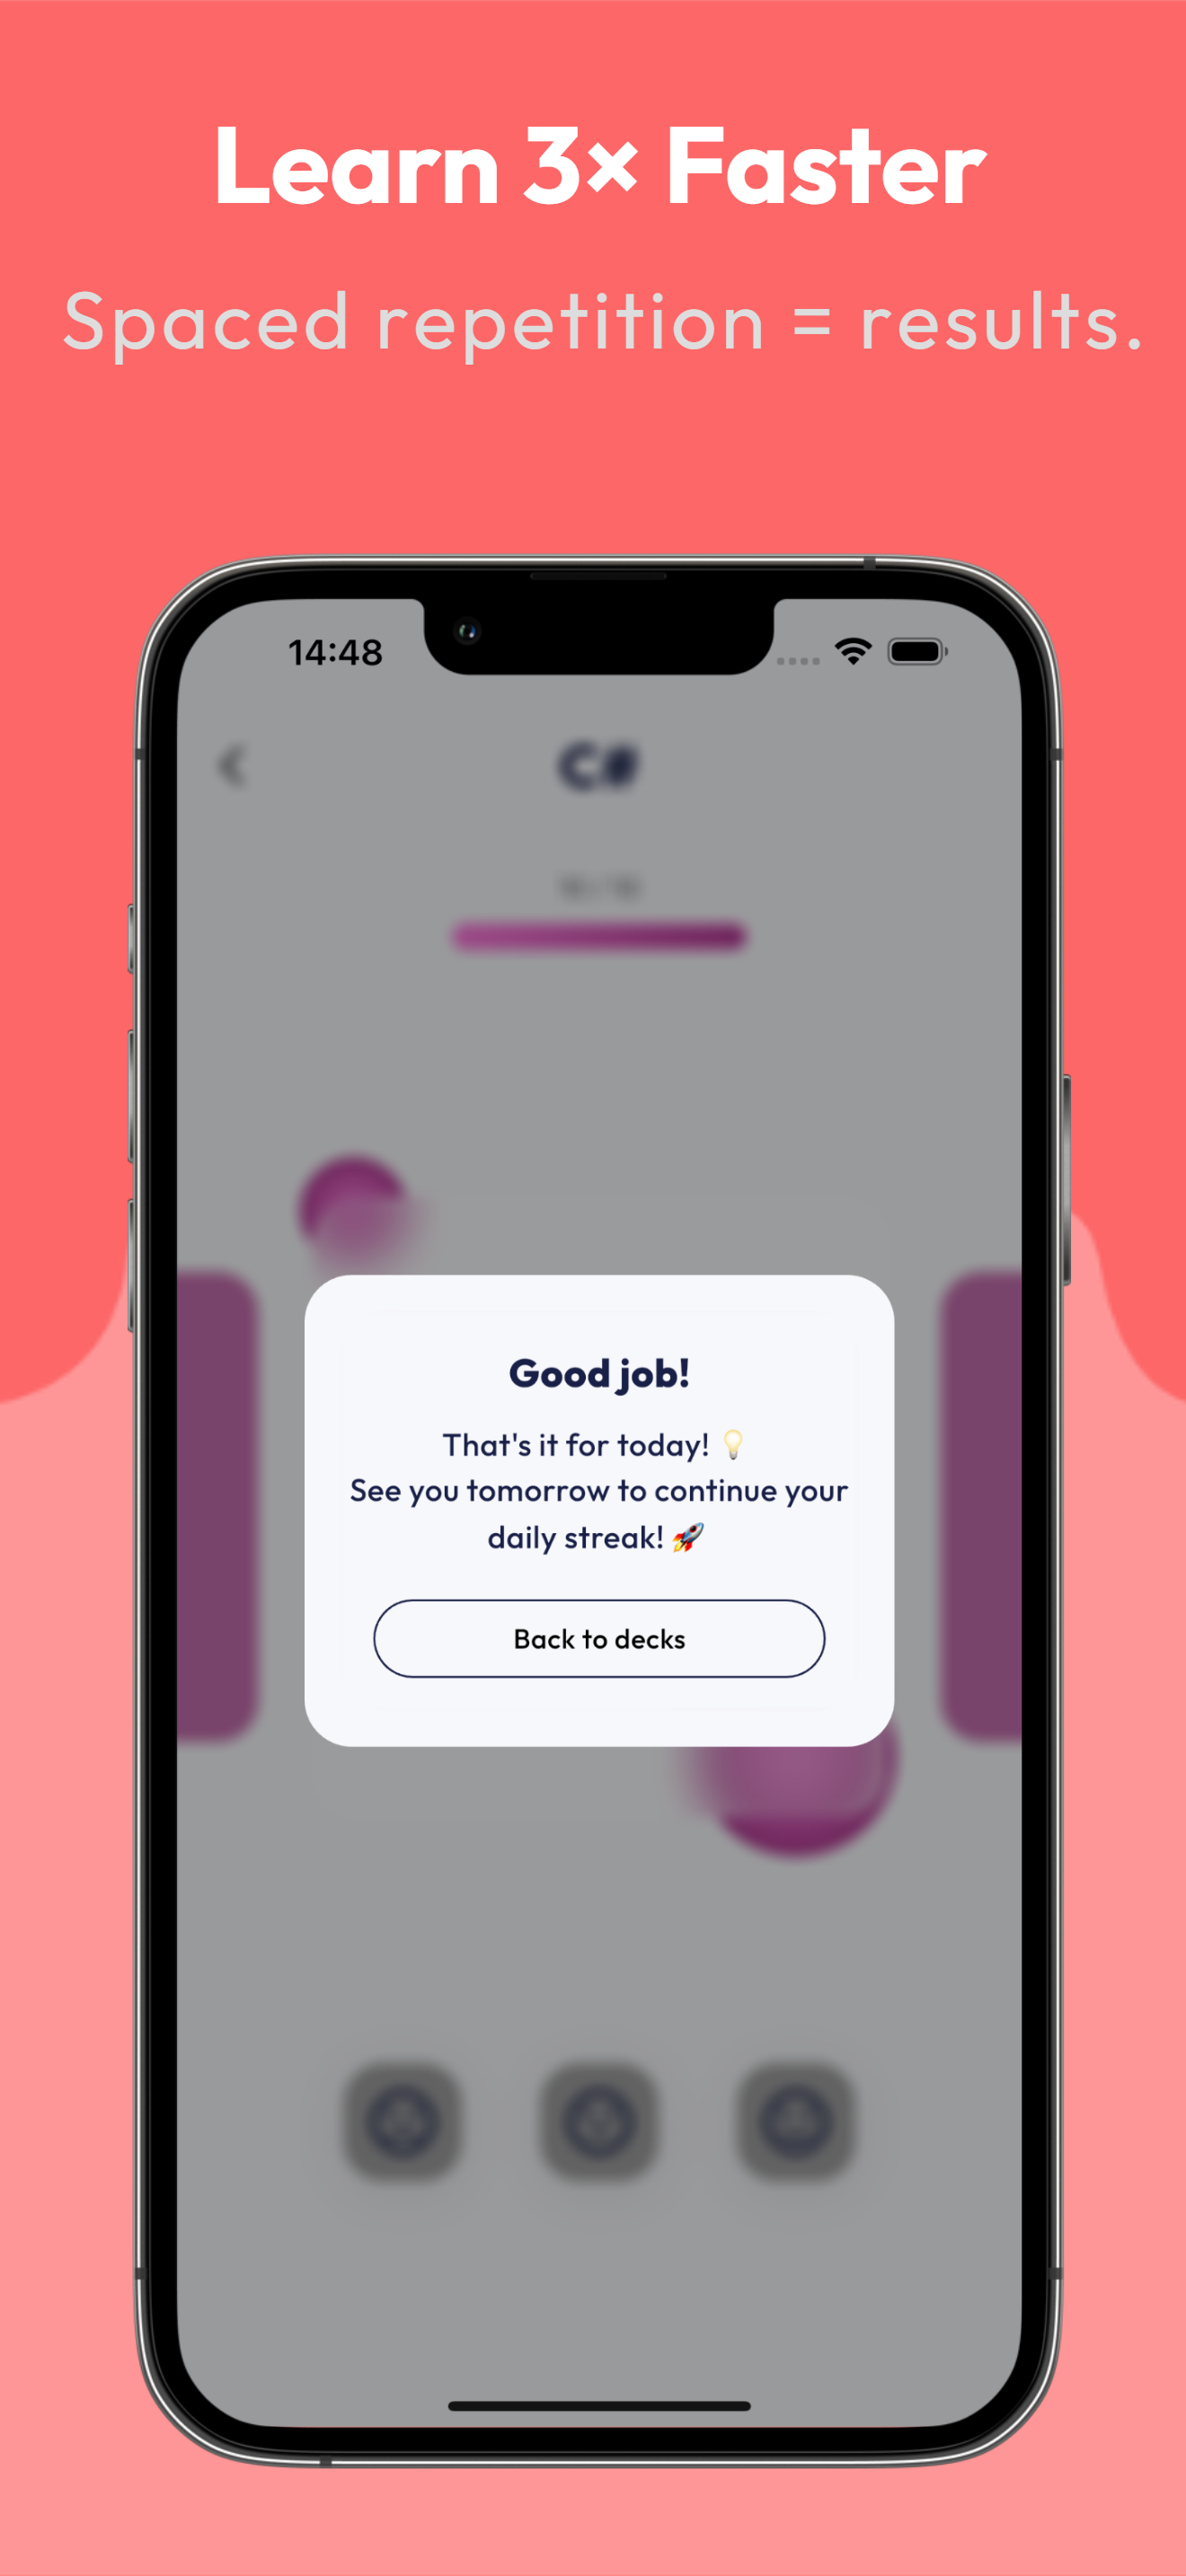 Learn 3× Faster
Spaced repetition = results.
14:48
Good job!
That's it for today! 💡
See you tomorrow to continue your
daily streak! 🚀
Back to decks